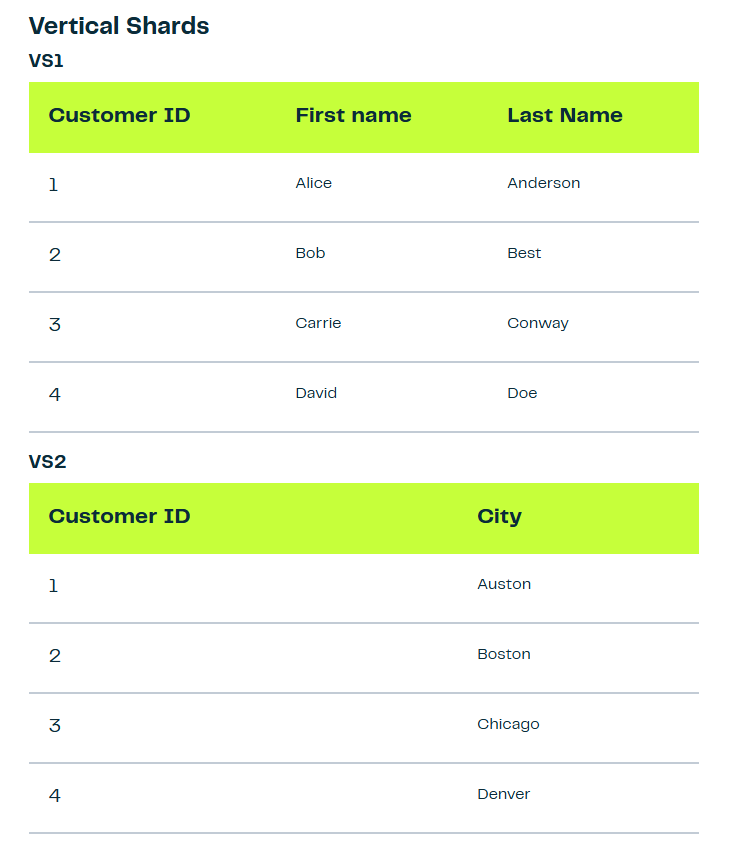 Vertical Shards
VS1
Customer ID First name Last Name
1 Alice Anderson
2 Bob Best
3 Carrie Conway
4 David Doe
VS2
Customer ID City
1 Auston
2 Boston
3 Chicago
4 Denver